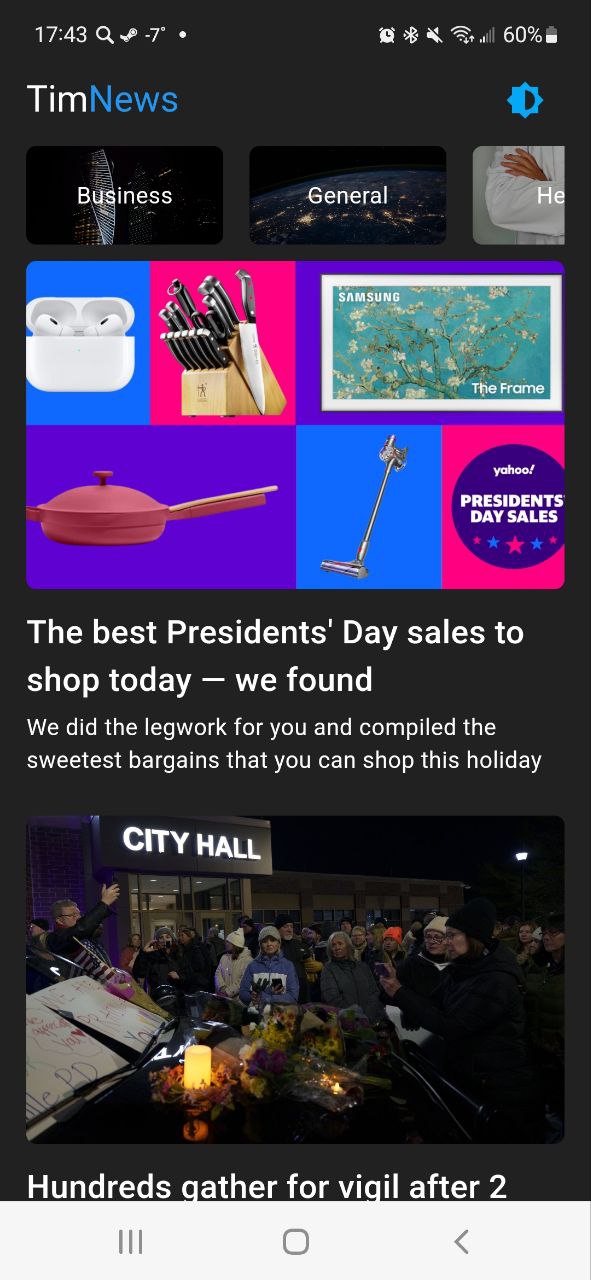 17:43 -7° • 60%
TimNews
Business
General
He
SAMSUNG
The Frame
yahoo!
PRESIDENTS'
DAY SALES
The best Presidents' Day sales to
shop today — we found
We did the legwork for you and compiled the
sweetest bargains that you can shop this holiday
CITY HALL
Hundreds gather for vigil after 2